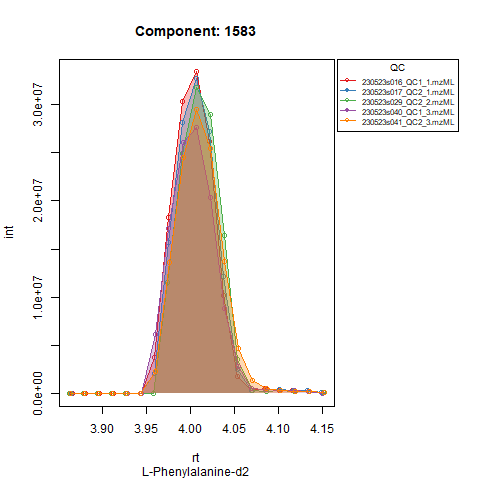 Component: 1583
QC
230523s016_QC1_1.mzML
230523s017_QC2_1.mzML
230523s029_QC2_2.mzML
230523s040_QC1_3.mzML
230523s041_QC2_3.mzML
int
0.0e+00
1.0e+07
2.0e+07
3.0e+07
3.90
3.95
4.00
4.05
4.10
4.15
rt
L-Phenylalanine-d2